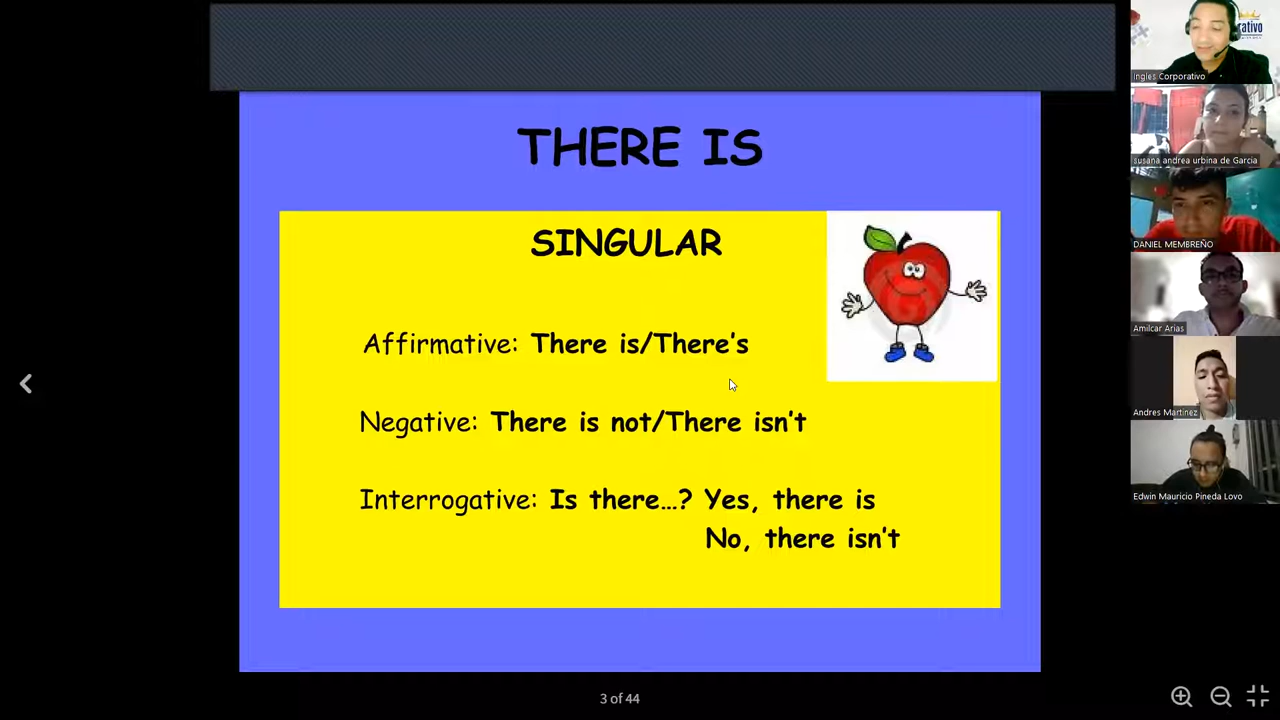 THERE IS
SINGULAR
Affirmative: There is/There's
Negative: There is not/There isn't
Interrogative: Is there...? Yes, there is
No, there isn't
3 of 44
rativo
Ingles Corporativo
susana andrea urbina de Garcia
DANIEL MEMBREÑO
Amilcar Arias
Andres Martinez
Edwin Mauricio Pineda Lovo